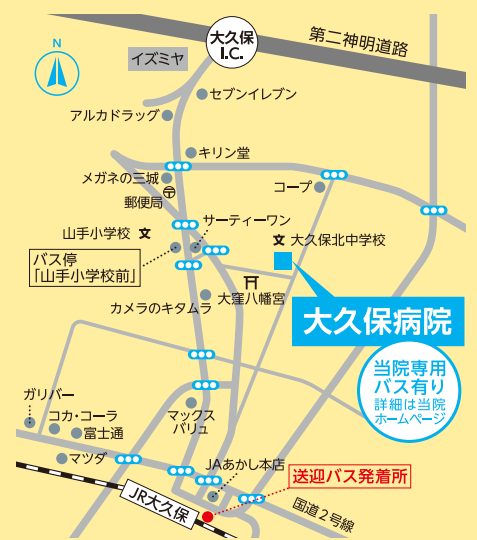 大久保
I.C.
第二神明道路
N
イズミヤ
セブンイレブン
アルカドラッグ
キリン堂
メガネの三城
コープ
郵便局
〒
サーティーワン
山手小学校 文
文 大久保北中学校
バス停
「山手小学校前」
大窪八幡宮
カメラのキタムラ
大久保病院
当院専用
バス有り
詳細は当院
ホームページ
ガリバー
コカ・コーラ
富士通
マックス
バリュ
マツダ
JAあかし本店
送迎バス発着所
JR大久保
国道2号線